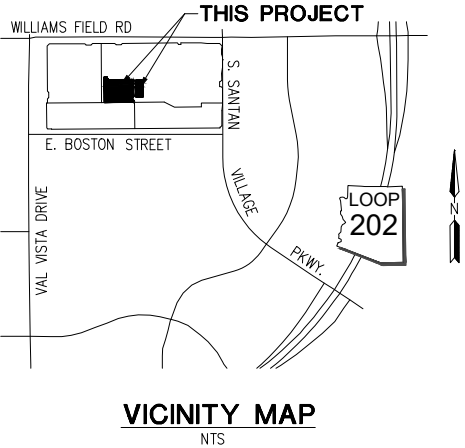 THIS PROJECT
WILLIAMS FIELD RD
S. SANTAN
E. BOSTON STREET
VILLAGE
PKWY.
VAL VISTA DRIVE
LOOP
202
N
VICINITY MAP
NTS